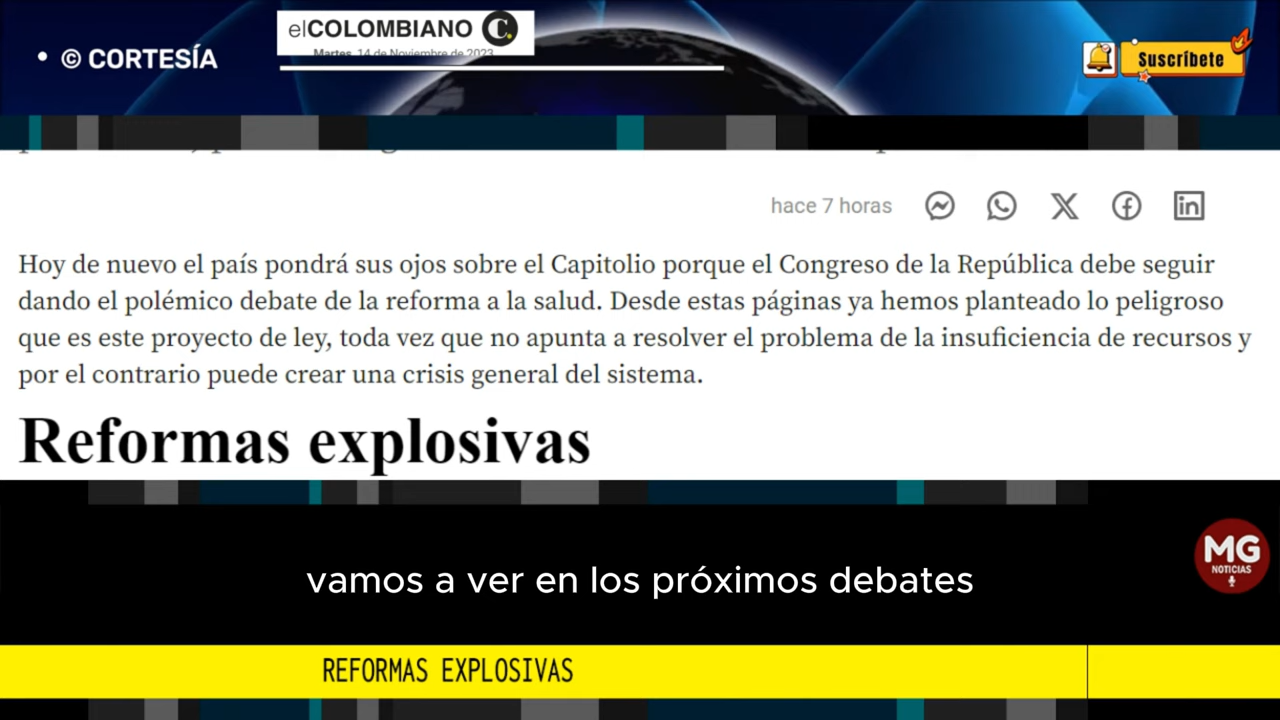 • © CORTESÍA
elCOLOMBIANO C.
Martes, 14 de Noviembre de 2023
Suscríbete
hace 7 horas
Hoy de nuevo el país pondrá sus ojos sobre el Capitolio porque el Congreso de la República debe seguir
dando el polémico debate de la reforma a la salud. Desde estas páginas ya hemos planteado lo peligroso
que es este proyecto de ley, toda vez que no apunta a resolver el problema de la insuficiencia de recursos y
por el contrario puede crear una crisis general del sistema.
Reformas explosivas
vamos a ver en los próximos debates
MG
NOTICIAS
REFORMAS EXPLOSIVAS